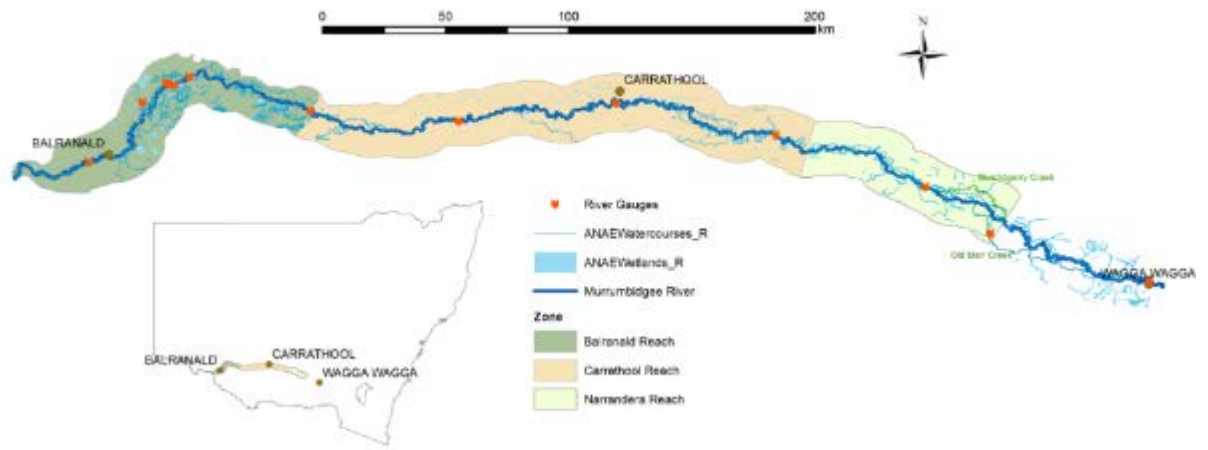 0 50 100 200
km
N
CARRATHOOL
BALRANALD
Old Man Creek
WAGGA WAGGA
River Gauges
ANAEWatercourses_R
ANAEWetlands_R
Murrumbidgee River
Zone
Balranald Reach
Carrathool Reach
Narrandera Reach
BALRANALD
CARRATHOOL
WAGGA WAGGA